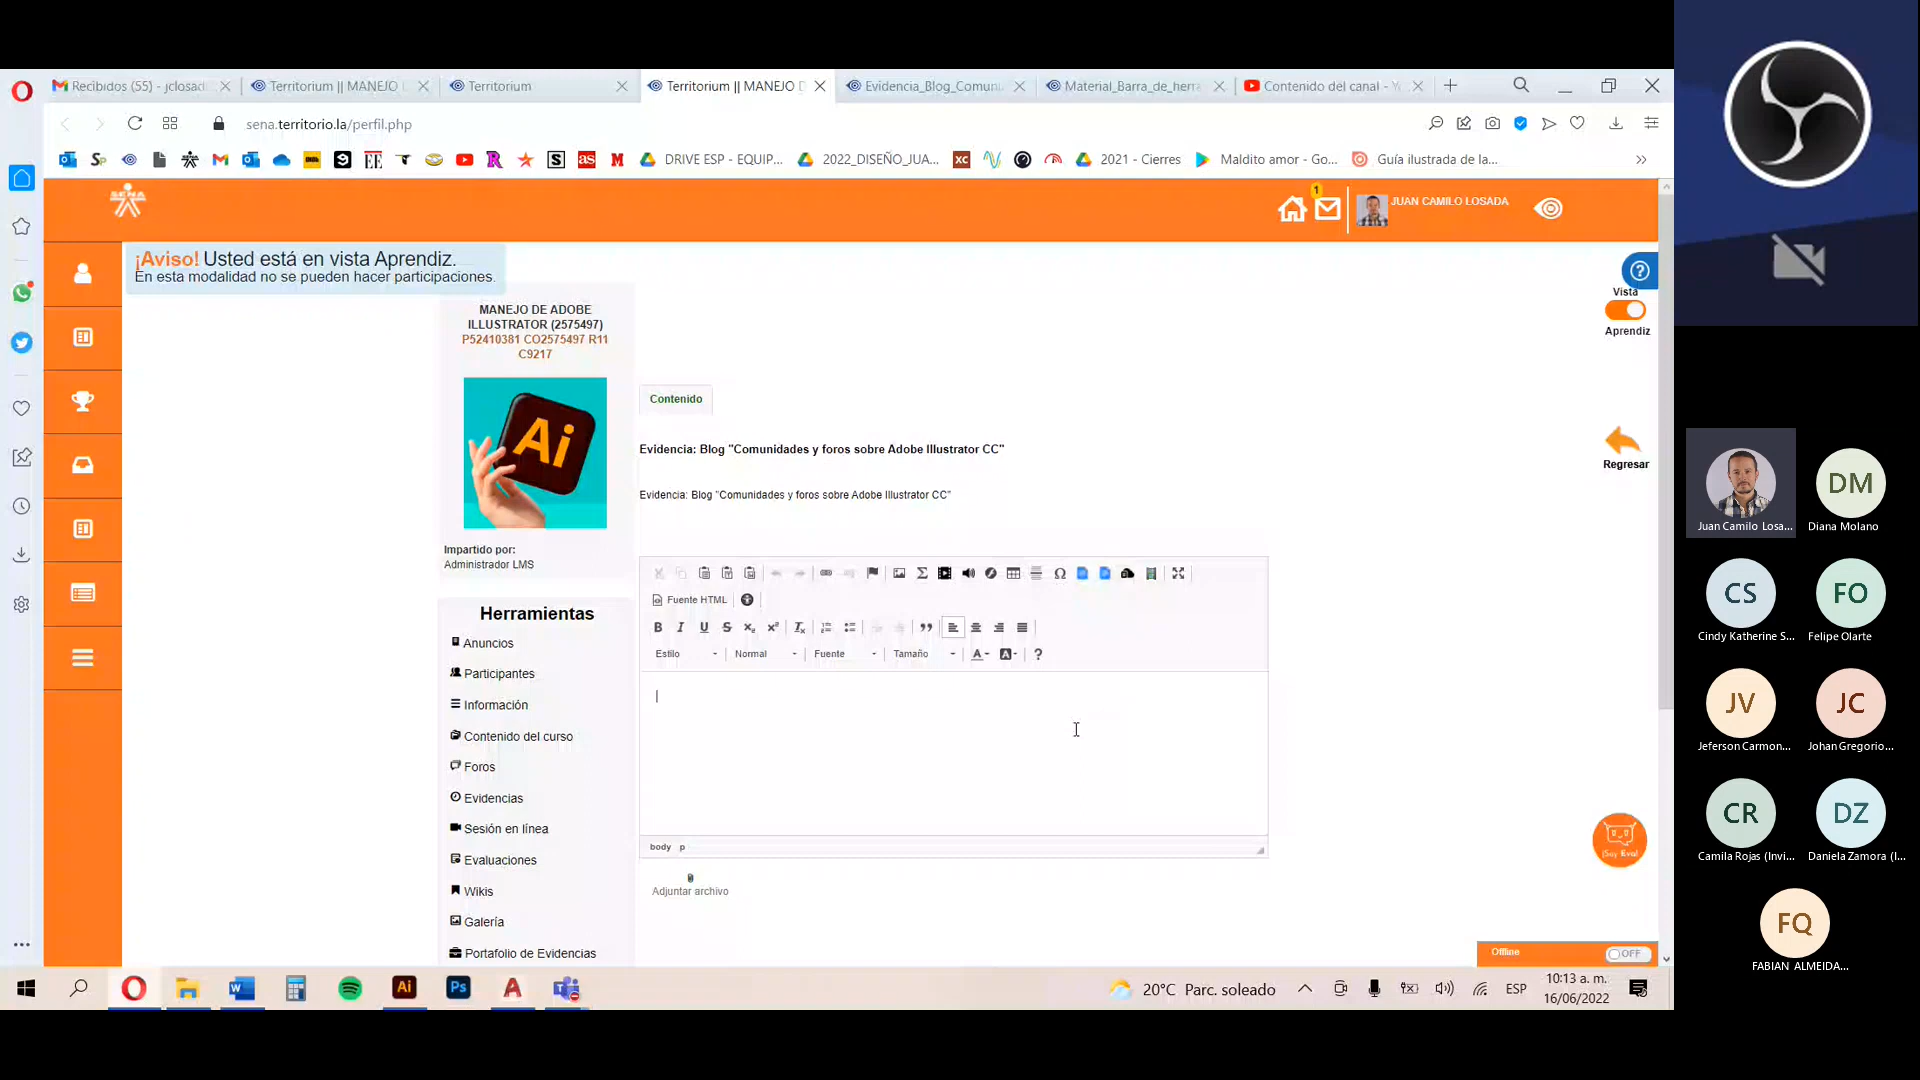 Recibidos (55) - jclosad
Territorium || MANEJO
Territorium
Territorium || MANEJO D
Evidencia_Blog_Comuni
Material_Barra_de_herra
Contenido del canal - Y
sena.territorio.la/perfil.php
DRIVE ESP - EQUIP...
2022_DISEÑO_JUA...
2021 - Cierres
Maldito amor - Go...
Guía ilustrada de la...
SENA
1
JUAN CAMILO LOSADA
¡Aviso! Usted está en vista Aprendiz.
En esta modalidad no se pueden hacer participaciones.
Vista
Aprendiz
MANEJO DE ADOBE
ILLUSTRATOR (2575497)
P52410381 CO2575497 R11
C9217
Ai
Impartido por:
Administrador LMS
Contenido
Evidencia: Blog "Comunidades y foros sobre Adobe Illustrator CC"
Evidencia: Blog "Comunidades y foros sobre Adobe Illustrator CC"
Regresar
Herramientas
Anuncios
Participantes
Información
Contenido del curso
Foros
Evidencias
Sesión en línea
Evaluaciones
Wikis
Galería
Portafolio de Evidencias
Fuente HTML
Estilo
Normal
Fuente
Tamaño
body p
Adjuntar archivo
¡Soy Eva!
Offline
OFF
20°C Parc. soleado
ESP
10:13 a. m.
16/06/2022
Juan Camilo Losa...
DM
Diana Molano
CS
Cindy Katherine S...
FO
Felipe Olarte
JV
Jeferson Carmon...
JC
Johan Gregorio...
CR
Camila Rojas (Invi...
DZ
Daniela Zamora (I...
FQ
FABIAN ALMEIDA...